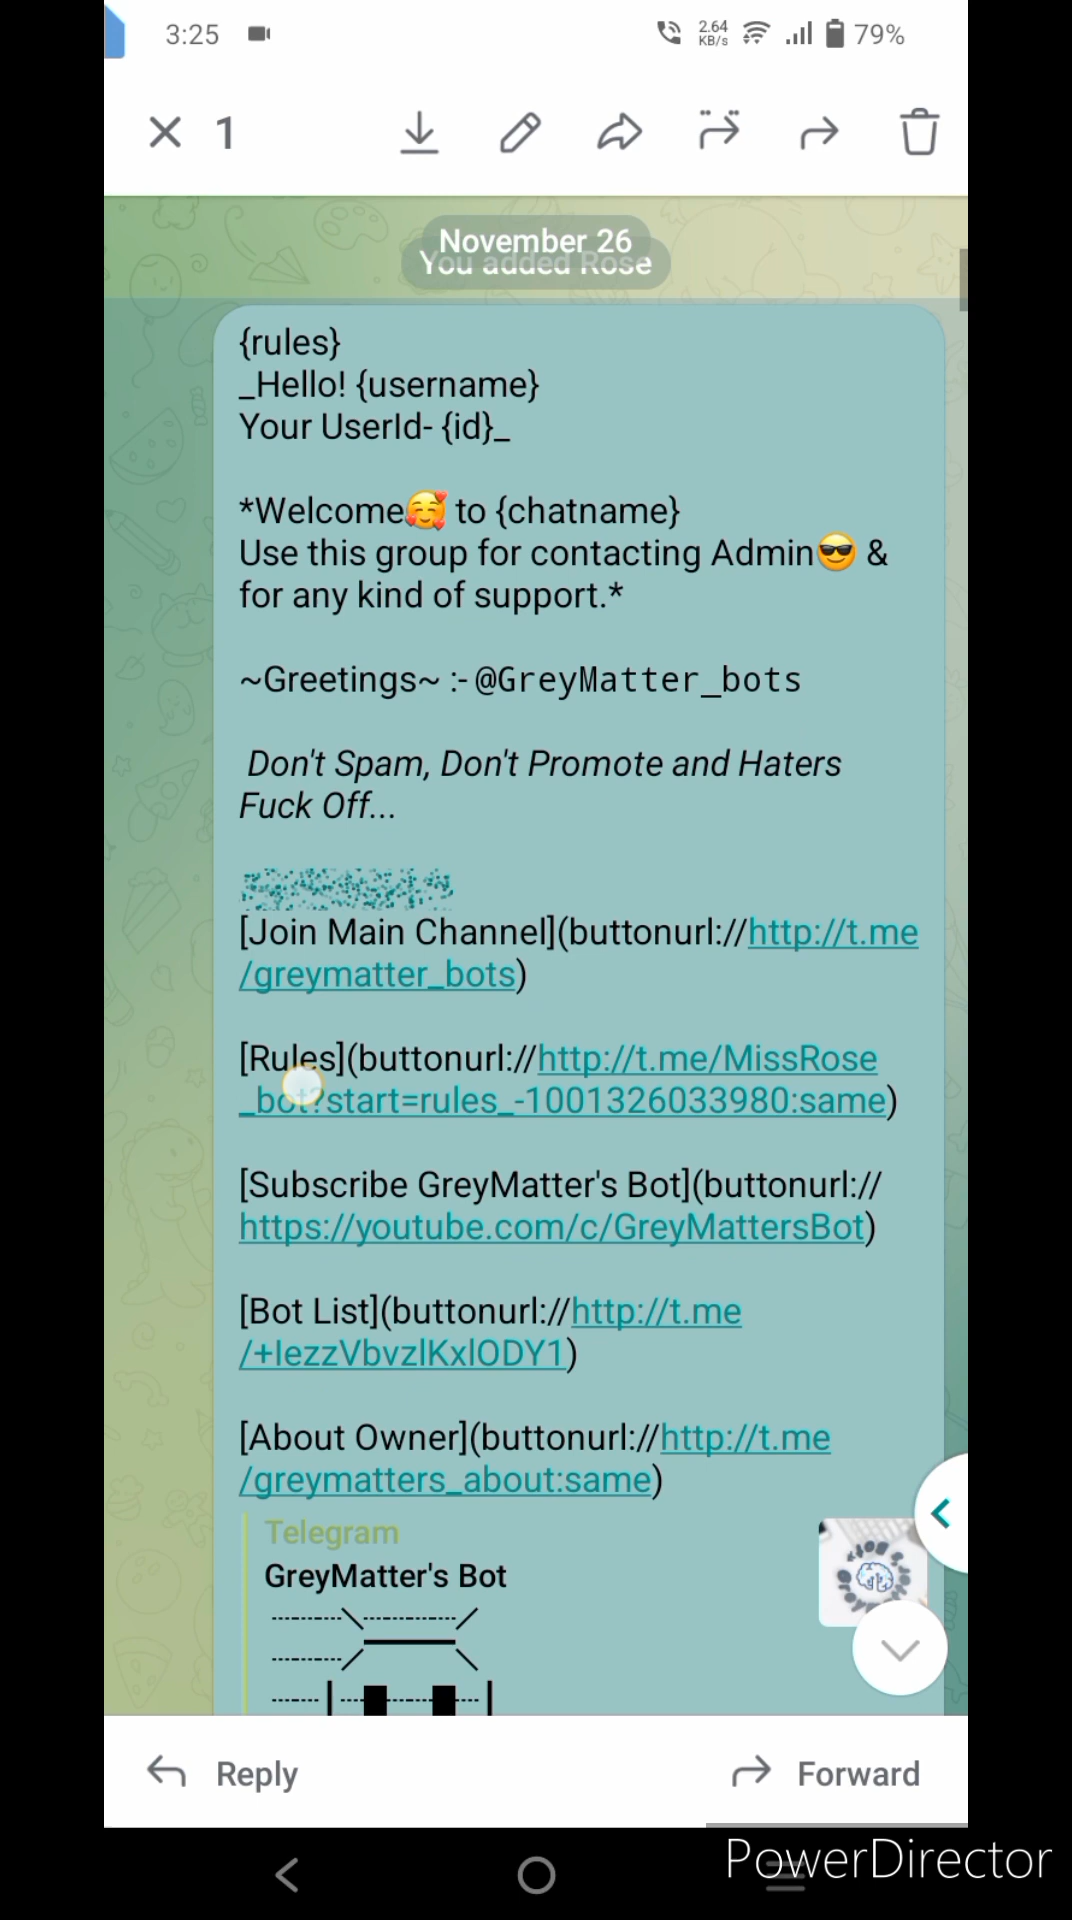 3:25
2.64
KB/s
79%
1
November 26
You added Rose
{rules}
_Hello! {username}
Your UserId- {id}_
*Welcome🥰 to {chatname}
Use this group for contacting Admin😎 &
for any kind of support.*
~Greetings~ :- @GreyMatter_bots
Don't Spam, Don't Promote and Haters
Fuck Off...
[Join Main Channel](buttonurl://http://t.me
/greymatter_bots)
[Rules](buttonurl://http://t.me/MissRose
_bot?start=rules_-1001326033980:same)
[Subscribe GreyMatter's Bot](buttonurl://
https://youtube.com/c/GreyMattersBot)
[Bot List](buttonurl://http://t.me
/+IezzVbvzlKxlODY1)
[About Owner](buttonurl://http://t.me
/greymatters_about:same)
Telegram
GreyMatter's Bot
Reply
Forward
PowerDirector